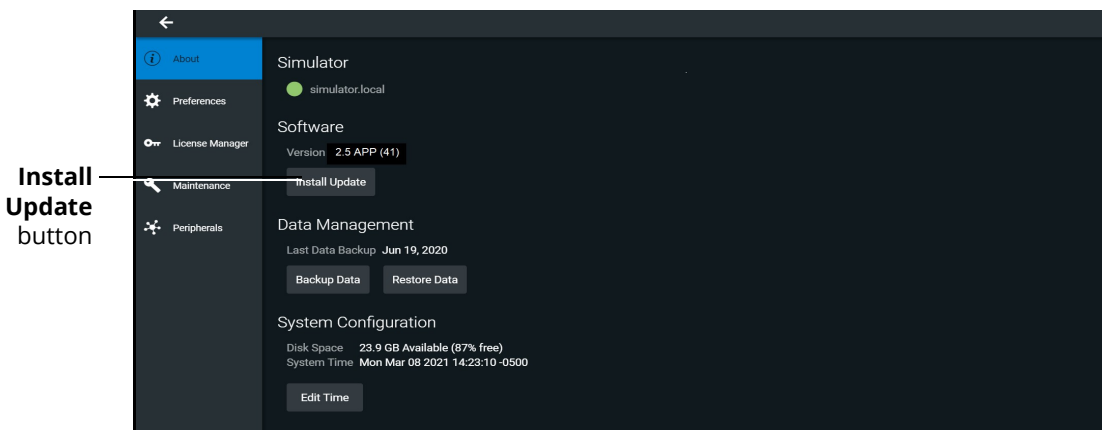 About
Preferences
License Manager
Maintenance
Peripherals
Install
Update
button
Simulator
simulator.local
Software
Version 2.5 APP (41)
Install Update
Data Management
Last Data Backup Jun 19, 2020
Backup Data Restore Data
System Configuration
Disk Space 23.9 GB Available (87% free)
System Time Mon Mar 08 2021 14:23:10 -0500
Edit Time